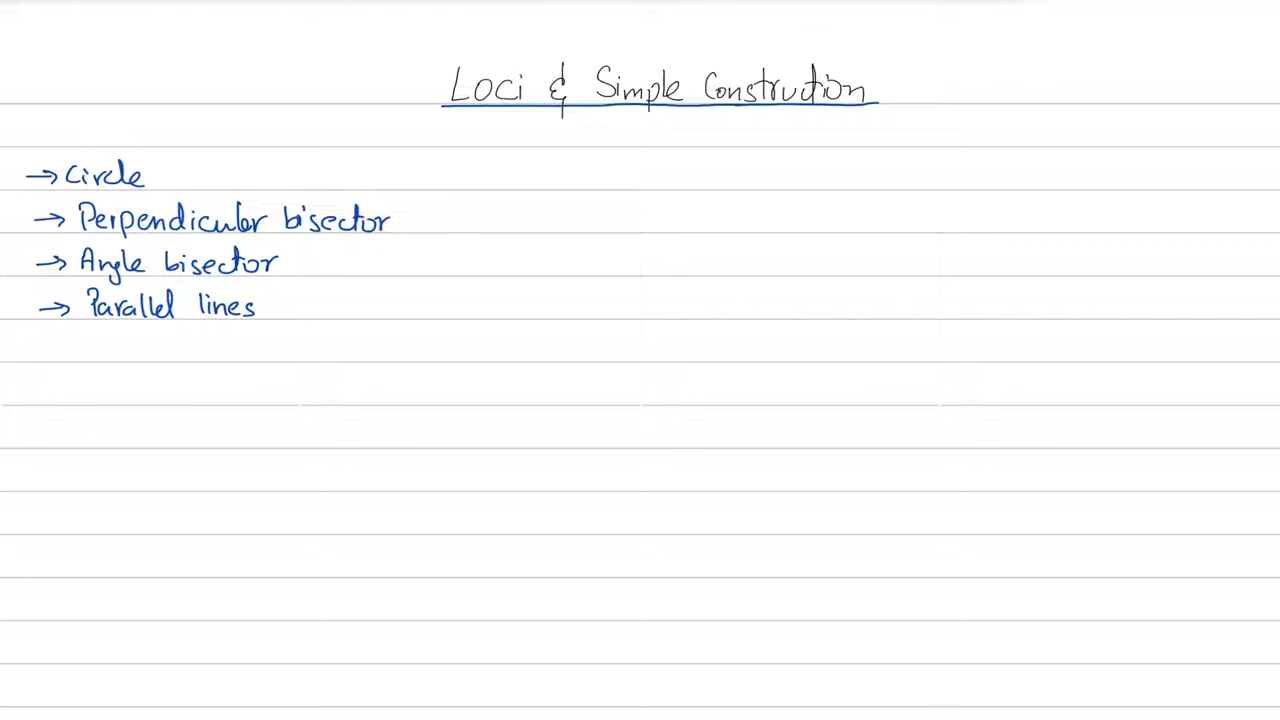 Loci & Simple Construction
→ Circle
→ Perpendicular bisector
→ Angle bisector
→ Parallel lines